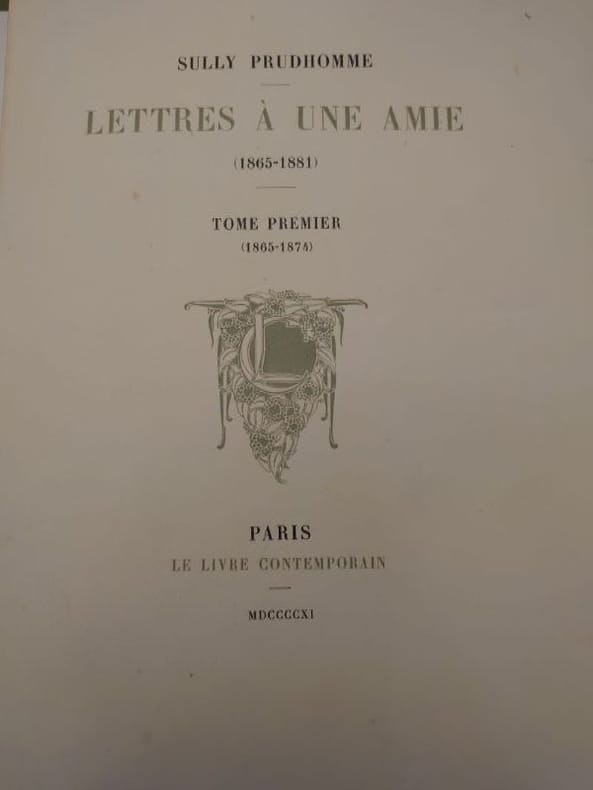 SULLY PRUDHOMME
LETTRES À UNE AMIE
(1865-1881)
TOME PREMIER
(1865-1874)
PARIS
LE LIVRE CONTEMPORAIN
MDCCCCXI